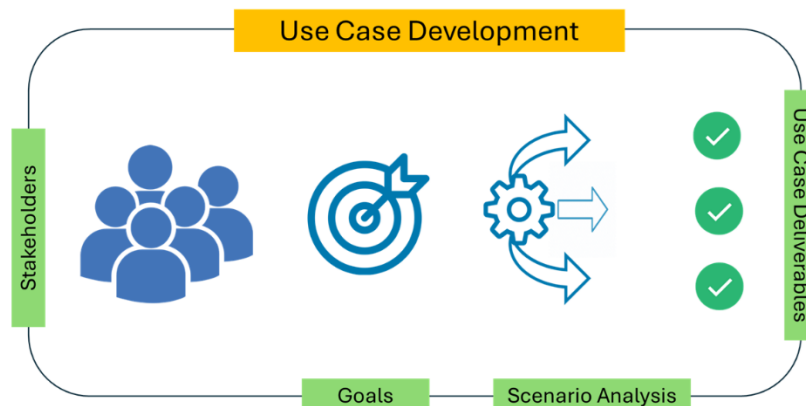 Use Case Development
Stakeholders
Use Case Deliverables
Goals
Scenario Analysis